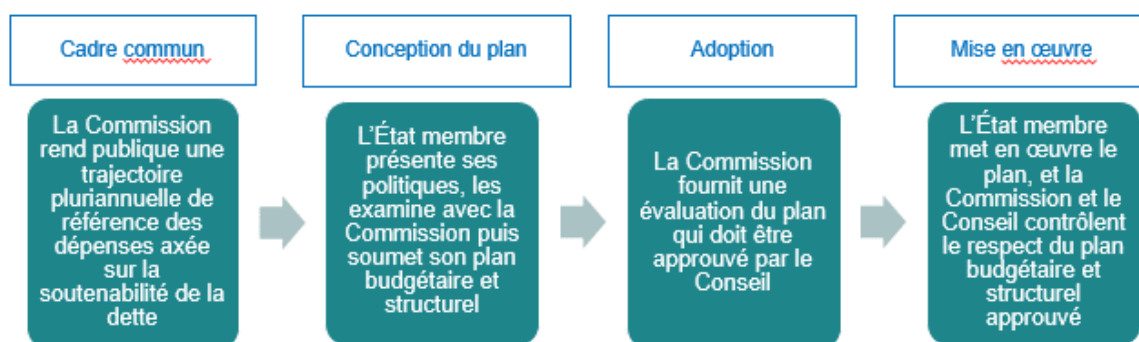 Cadre commun
Conception du plan
Adoption
Mise en œuvre
La Commission
rend publique une
trajectoire
pluriannuelle de
référence des
dépenses axée
sur la
soutenabilité de la
dette
L'État membre
présente ses
politiques, les
examine avec la
Commission puis
soumet son plan
budgétaire et
structurel
La Commission
fournit une
évaluation du plan
qui doit être
approuvé par le
Conseil
L'État membre
met en œuvre le
plan, et la
Commission et le
Conseil contrôlent
le respect du plan
budgétaire et
structurel
approuvé